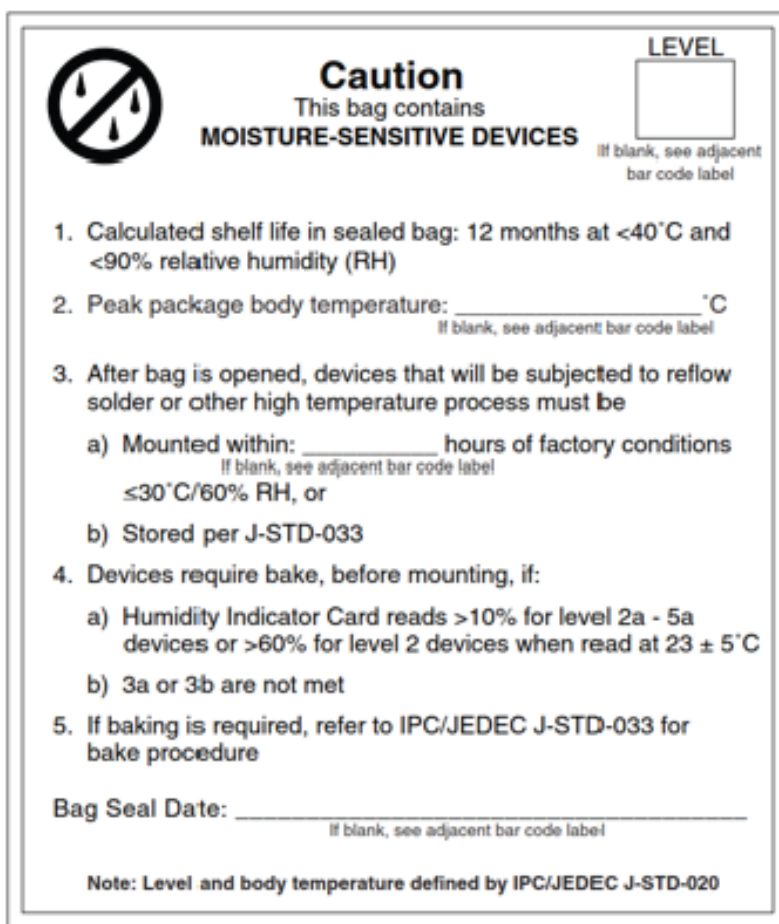 LEVEL
Caution
This bag contains
MOISTURE-SENSITIVE DEVICES
If blank, see adjacent
bar code label
1. Calculated shelf life in sealed bag: 12 months at <40˚C and
<90% relative humidity (RH)
2. Peak package body temperature: __________________˚C
If blank, see adjacent bar code label
3. After bag is opened, devices that will be subjected to reflow
solder or other high temperature process must be
a) Mounted within: __________ hours of factory conditions
If blank, see adjacent bar code label
≤30˚C/60% RH, or
b) Stored per J-STD-033
4. Devices require bake, before mounting, if:
a) Humidity Indicator Card reads >10% for level 2a - 5a
devices or >60% for level 2 devices when read at 23 ± 5˚C
b) 3a or 3b are not met
5. If baking is required, refer to IPC/JEDEC J-STD-033 for
bake procedure
Bag Seal Date: ______________________________________
If blank, see adjacent bar code label
Note: Level and body temperature defined by IPC/JEDEC J-STD-020